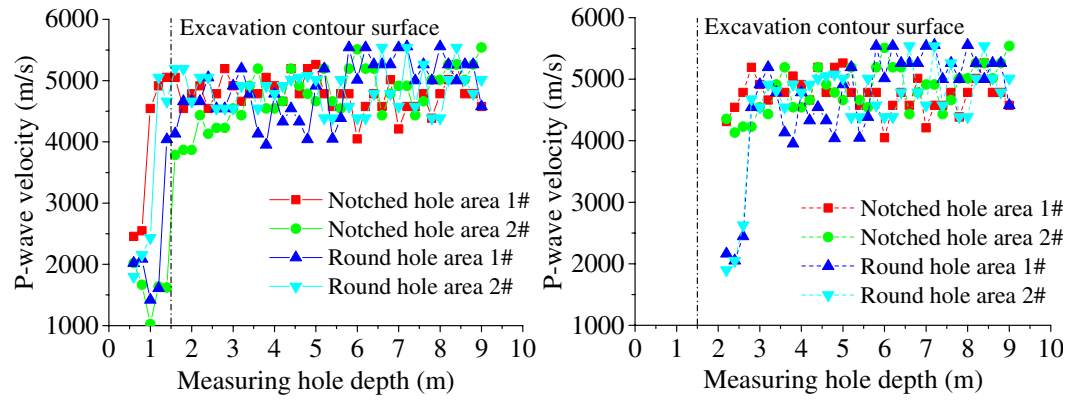 6000
5000
4000
3000
2000
1000
P-wave velocity (m/s)
Excavation contour surface
Notched hole area 1#
Notched hole area 2#
Round hole area 1#
Round hole area 2#
0 1 2 3 4 5 6 7 8 9 10
Measuring hole depth (m)
6000
5000
4000
3000
2000
1000
P-wave velocity (m/s)
Excavation contour surface
Notched hole area 1#
Notched hole area 2#
Round hole area 1#
Round hole area 2#
0 1 2 3 4 5 6 7 8 9 10
Measuring hole depth (m)